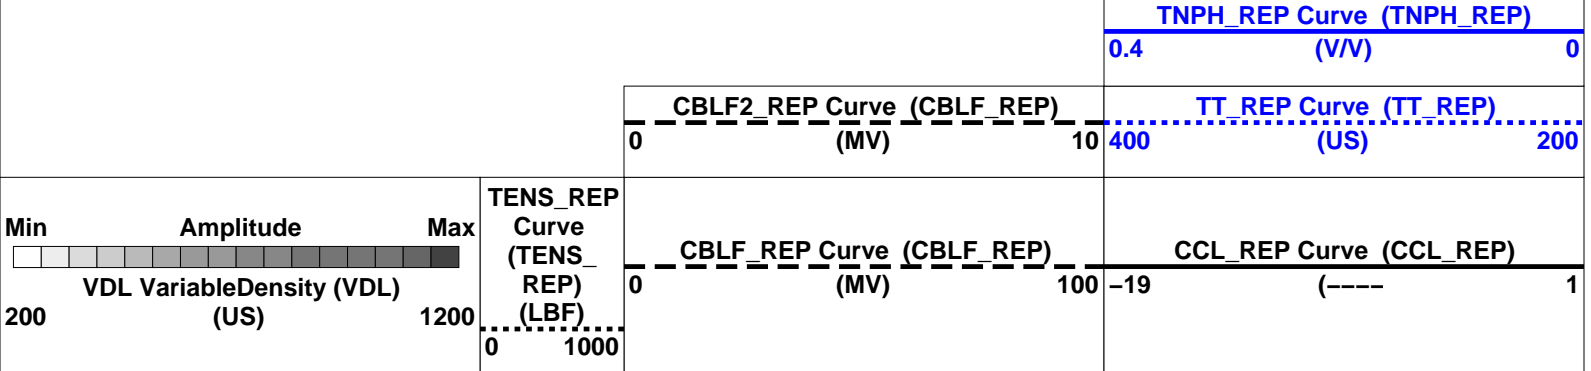 TNPH_REP Curve (TNPH_REP)
0.4 (V/V) 0
CBLF2_REP Curve (CBLF_REP)
0 (MV) 10
TT_REP Curve (TT_REP)
400 (US) 200
Min Amplitude Max
VDL VariableDensity (VDL)
200 (US) 1200
TENS_REP
Curve
(TENS_
REP)
(LBF)
0 1000
CBLF_REP Curve (CBLF_REP)
0 (MV) 100
CCL_REP Curve (CCL_REP)
−19 (−−−− 1